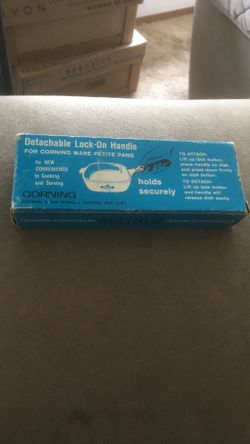 AVON
Detachable Lock-On Handle
FOR CORNING WARE PETITE PANS
for NEW
CONVENIENCE
in Cooking
and Serving
holds
securely
TO ATTACH:
Lift up lock button,
place handle on dish
and press down firmly
on lock button.
TO DETACH:
Lift up lock button
and handle will
release dish easily.
CORNING